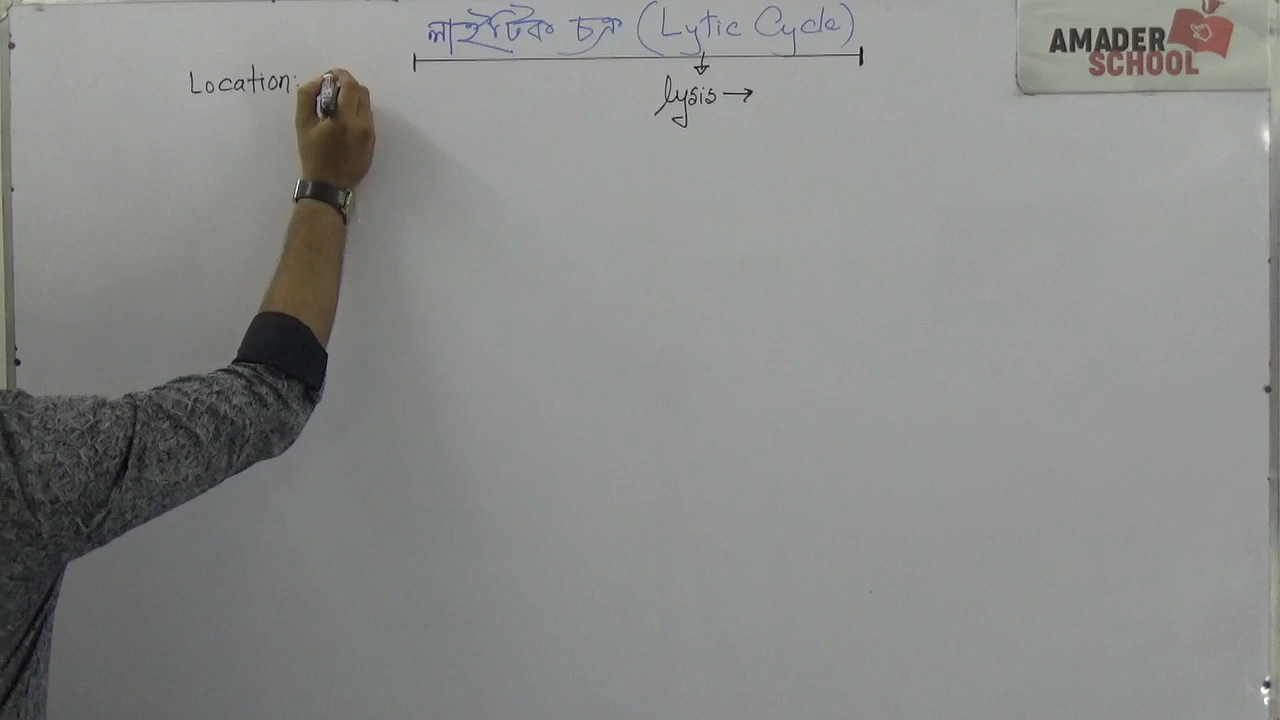 লাইটিক চক্র (Lytic Cycle)
AMADER
SCHOOL
Location:
lysis →